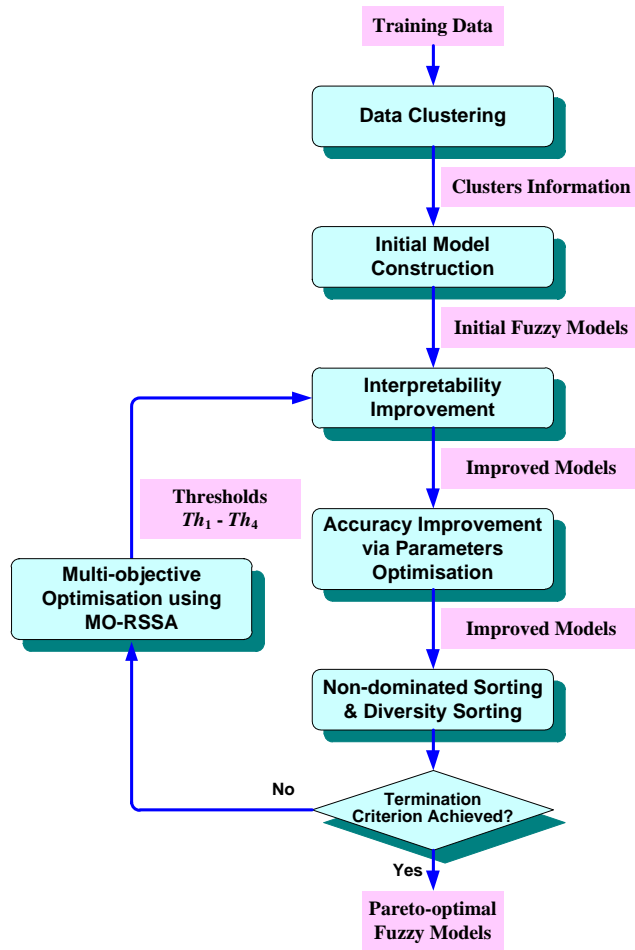 Training Data
Data Clustering
Clusters Information
Initial Model
Construction
Initial Fuzzy Models
Interpretability
Improvement
Improved Models
Thresholds
Th1 - Th4
Accuracy Improvement
via Parameters
Optimisation
Multi-objective
Optimisation using
MO-RSSA
Improved Models
Non-dominated Sorting
& Diversity Sorting
No
Termination
Criterion Achieved?
Yes
Pareto-optimal
Fuzzy Models